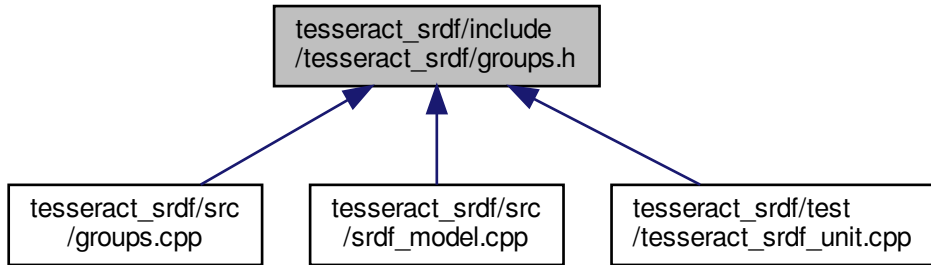 tesseract_srdf/include
/tesseract_srdf/groups.h
tesseract_srdf/src
/groups.cpp
tesseract_srdf/src
/srdf_model.cpp
tesseract_srdf/test
/tesseract_srdf_unit.cpp